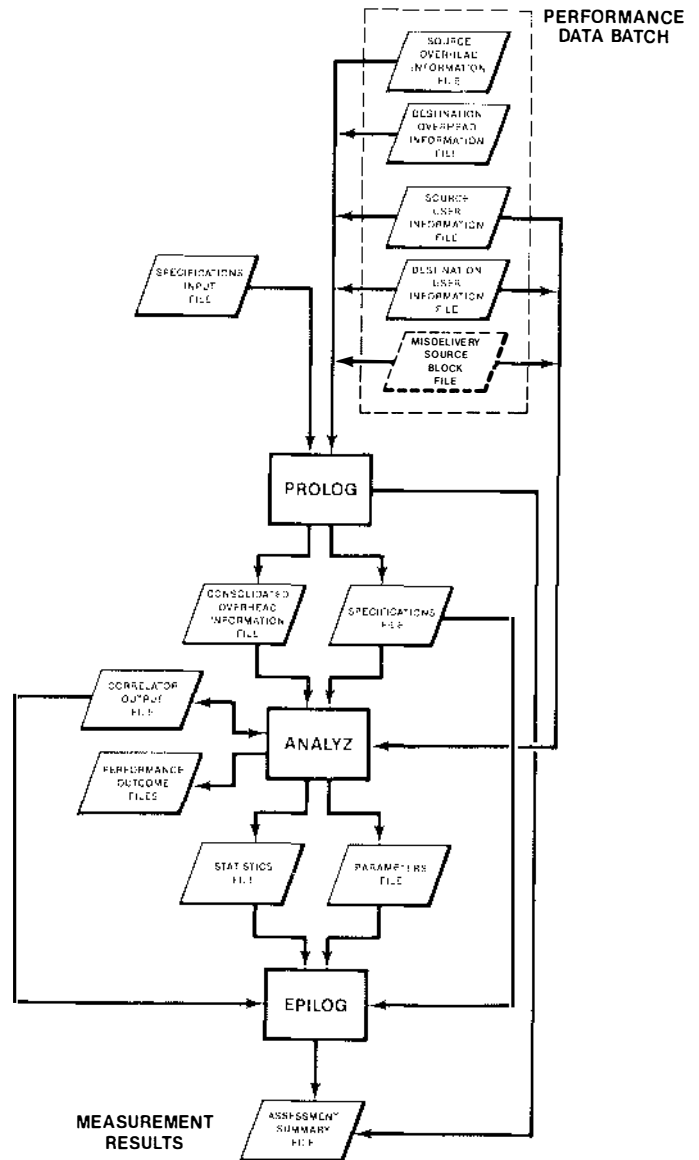 PERFORMANCE
DATA BATCH
SOURCE
OVERHEAD
INFORMATION
FILE
DESTINATION
OVERHEAD
INFORMATION
FILE
SOURCE
USER
INFORMATION
FILE
SPECIFICATIONS
INPUT
FILE
DESTINATION
USER
INFORMATION
FILE
MISDELIVERY
SOURCE
BLOCK
FILE
PROLOG
CONSOLIDATED
OVERHEAD
INFORMATION
FILE
SPECIFICATIONS
FILE
CORRELATOR
OUTPUT
FILE
ANALYZ
PERFORMANCE
OUTCOME
FILES
STATISTICS
FILE
PARAMETERS
FILE
EPILOG
MEASUREMENT
RESULTS
ASSESSMENT
SUMMARY
FILE